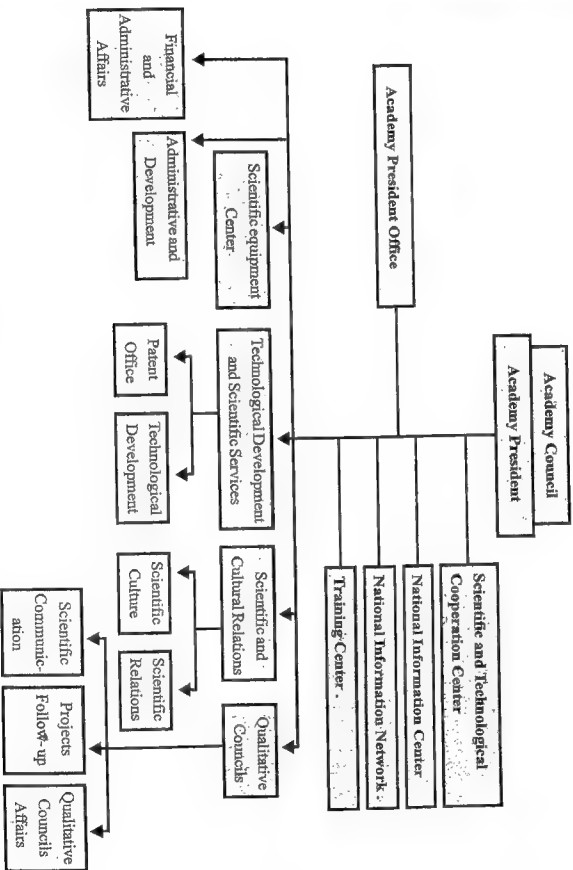 Academy Council
Academy President
Academy President Office
Scientific and Technological
Cooperation Center
National Information Center
National Information Network
Training Center
Financial
and
Administrative
Affairs
Administrative and
Development
Scientific equipment
Center
Technological Development
and Scientific Services
Scientific and
Cultural Relations
Qualitative
Councils
Patent
Office
Technological
Development
Scientific
Culture
Scientific
Relations
Scientific
Communic-
ation
Projects
Follow-up
Qualitative
Councils
Affairs